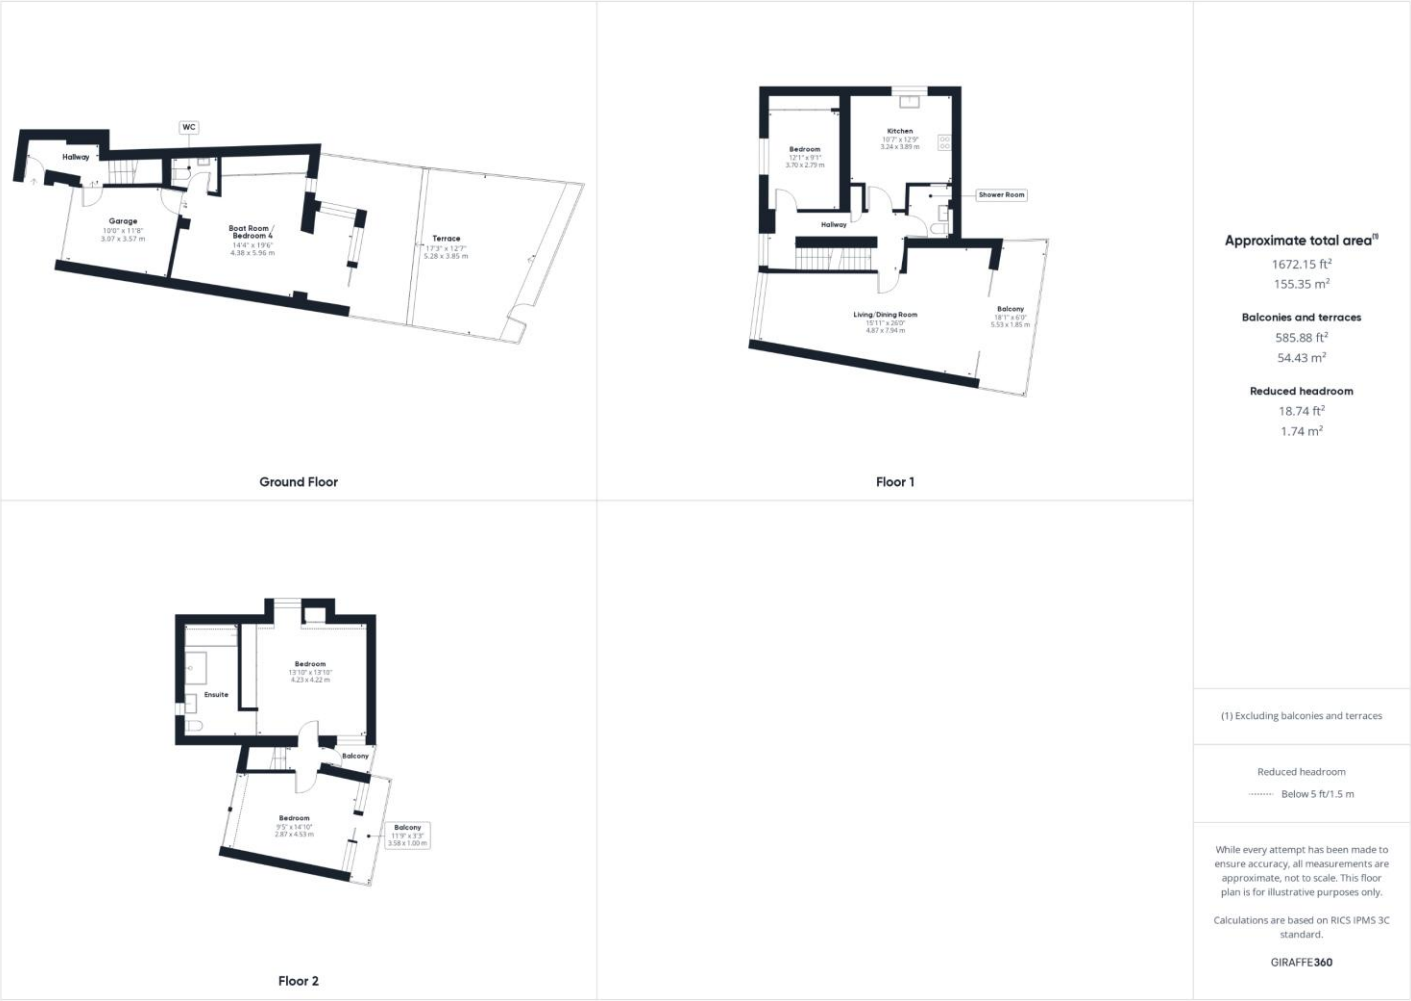 WC
Hallway
Garage
10'0" x 11'8"
3.07 x 3.57 m
Boat Room /
Bedroom 4
14'4" x 19'6"
4.38 x 5.96 m
Terrace
17'3" x 12'7"
5.28 x 3.85 m
Ground Floor
Kitchen
10'7" x 12'9"
3.24 x 3.89 m
Bedroom
12'1" x 9'1"
3.70 x 2.79 m
Shower Room
Hallway
Living/Dining Room
15'11" x 26'0"
4.87 x 7.94 m
Balcony
18'1" x 6'0"
5.53 x 1.85 m
Floor 1
Bedroom
13'10" x 13'10"
4.23 x 4.22 m
Ensuite
Balcony
Bedroom
9'5" x 14'10"
2.87 x 4.53 m
Balcony
11'9" x 3'3"
3.58 x 1.00 m
Floor 2
Approximate total area(1)
1672.15 ft²
155.35 m²
Balconies and terraces
585.88 ft²
54.43 m²
Reduced headroom
18.74 ft²
1.74 m²
(1) Excluding balconies and terraces
Reduced headroom
Below 5 ft/1.5 m
While every attempt has been made to
ensure accuracy, all measurements are
approximate, not to scale. This floor
plan is for illustrative purposes only.
Calculations are based on RICS IPMS 3C
standard.
GIRAFFE360